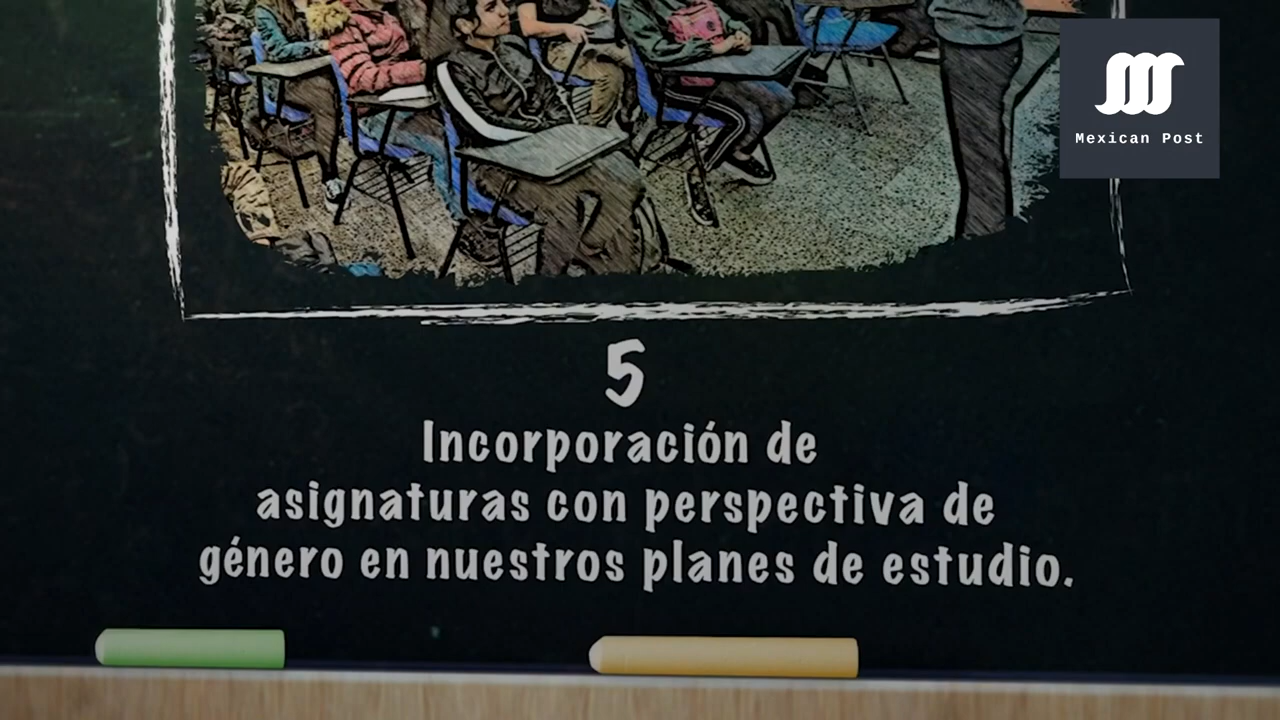 Mexican Post
5
Incorporación de
asignaturas con perspectiva de
género en nuestros planes de estudio.